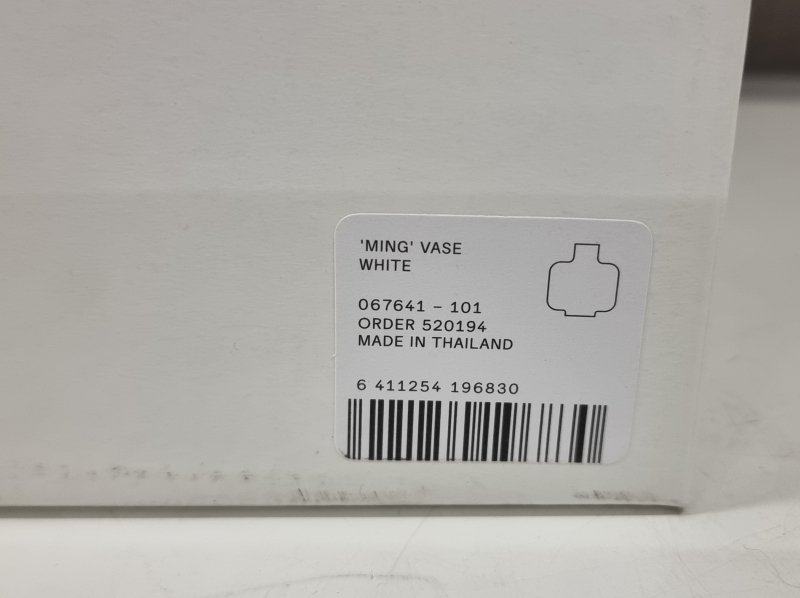 'MING' VASE
WHITE
067641 – 101
ORDER 520194
MADE IN THAILAND
6 411254 196830